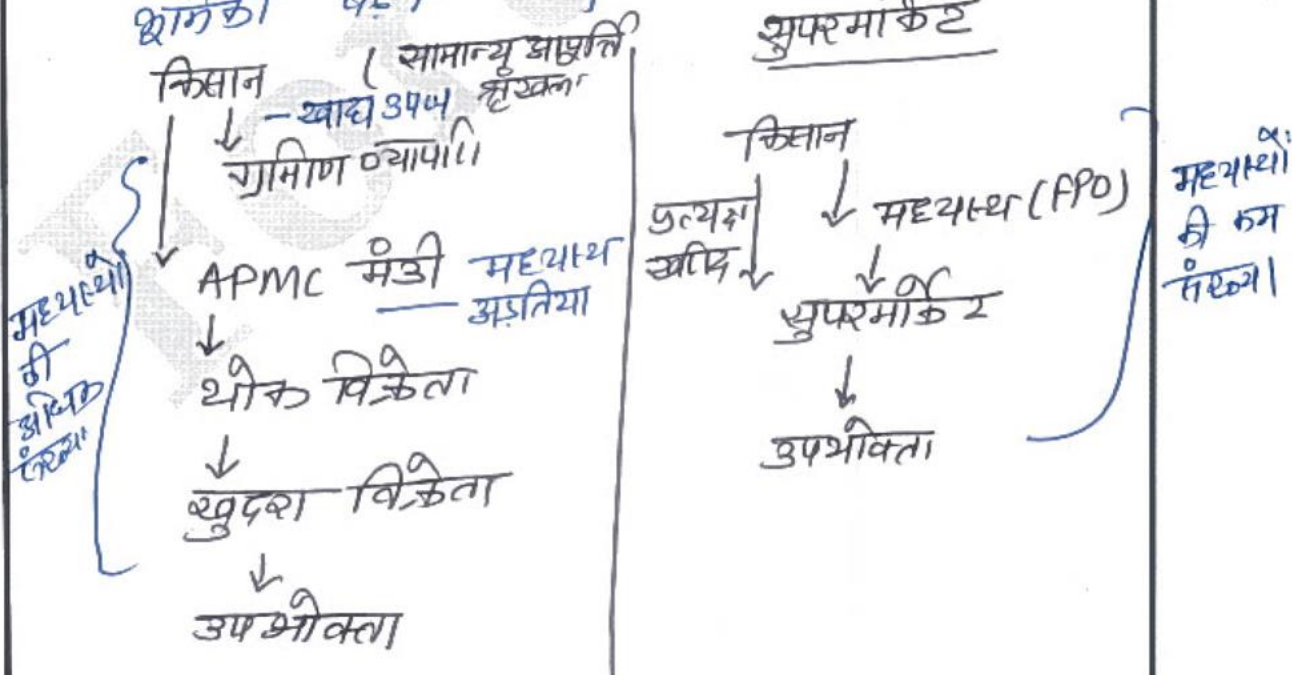 किसान
( सामान्य आपूर्ति
श्रृंखला
– खाद्य उपज
ग्रामिण व्यापारी
APMC मंडी मध्यस्थ
— अड़तिया
थोक विक्रेता
खुदरा विक्रेता
उपभोक्ता
मध्यस्थों
की
अधिक
संख्या
सुपरमार्केट
किसान
प्रत्यक्ष
खरीद
मध्यस्थ (FPO)
सुपरमार्केट
उपभोक्ता
मध्यस्थों
की कम
संख्या